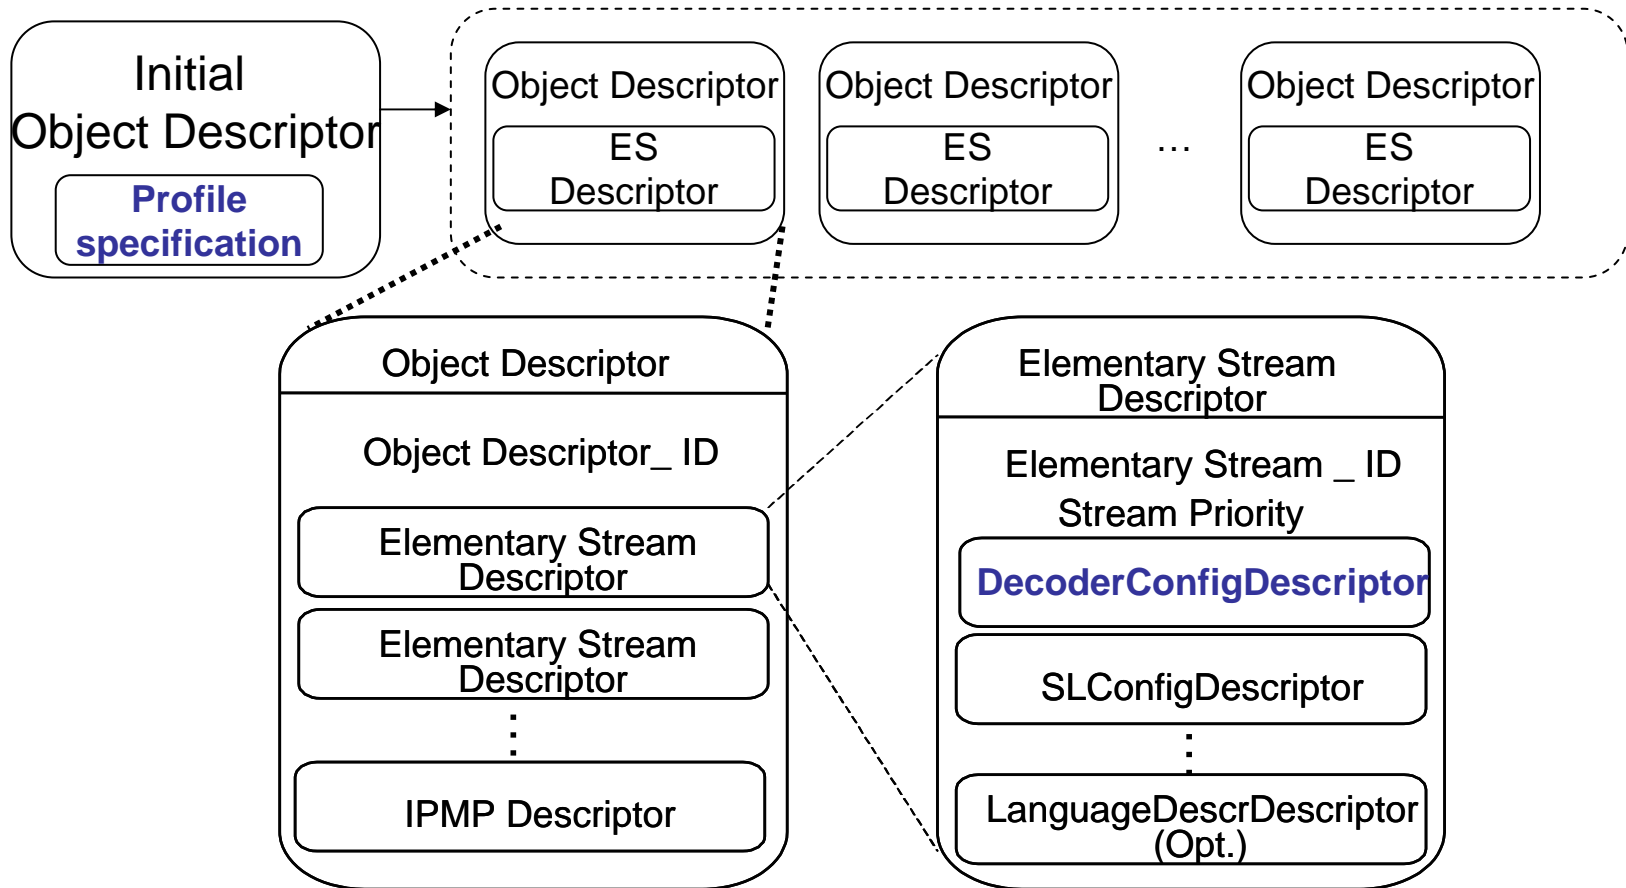 Initial
Object Descriptor
Profile
specification
Object Descriptor
ES
Descriptor
Object Descriptor
ES
Descriptor
...
Object Descriptor
ES
Descriptor
Object Descriptor
Object Descriptor_ ID
Elementary Stream
Descriptor
Elementary Stream
Descriptor
⋮
IPMP Descriptor
Elementary Stream
Descriptor
Elementary Stream _ ID
Stream Priority
DecoderConfigDescriptor
SLConfigDescriptor
⋮
LanguageDescrDescriptor
(Opt.)